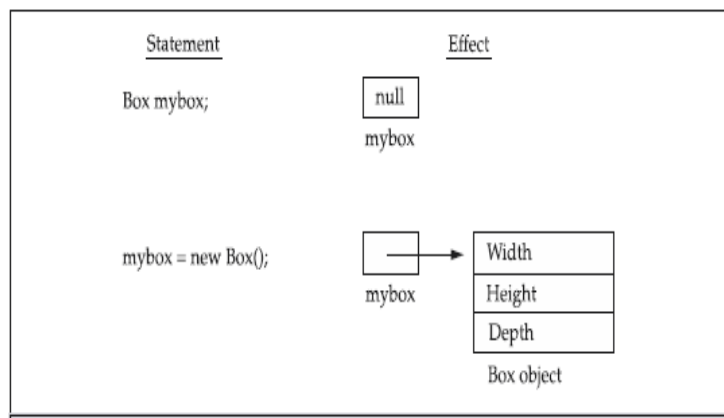 Statement Effect
Box mybox; null
mybox
mybox = new Box(); Width
mybox Height
Depth
Box object